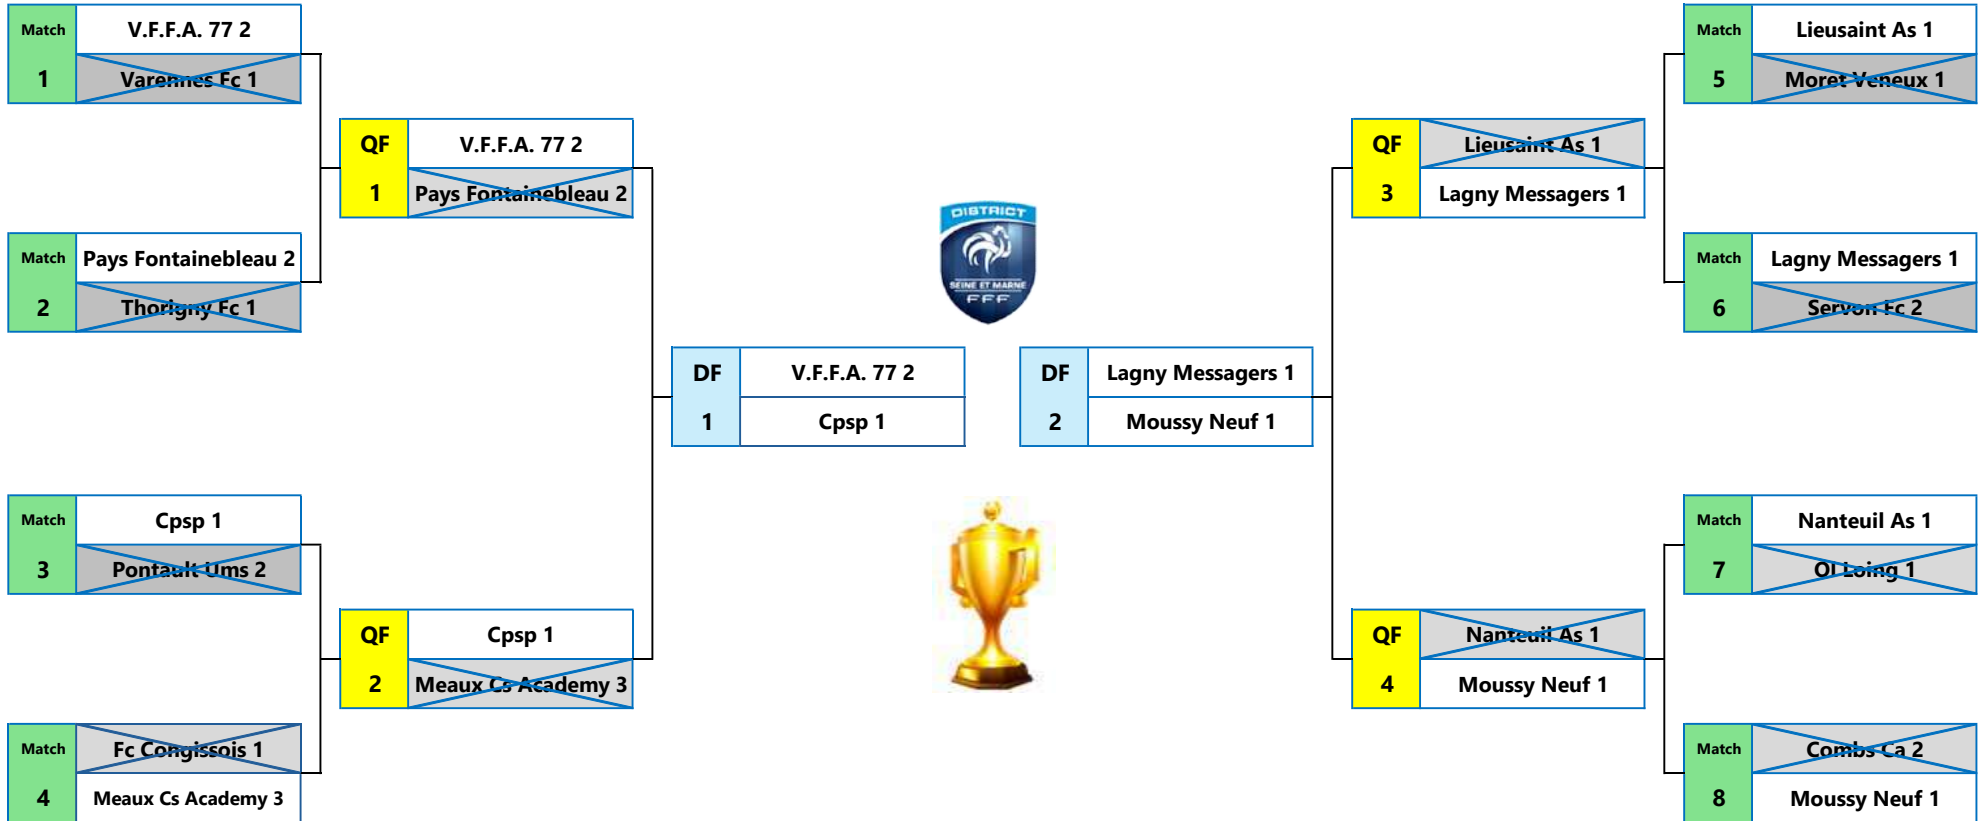 Match V.F.F.A. 77 2
1 Varennes Fc 1
Match Pays Fontainebleau 2
2 Thorigny Fc 1
Match Cpsp 1
3 Pontault Ums 2
Match Fc Congissois 1
4 Meaux Cs Academy 3
QF V.F.F.A. 77 2
1 Pays Fontainebleau 2
QF Cpsp 1
2 Meaux Cs Academy 3
DF V.F.F.A. 77 2
1 Cpsp 1
DISTRICT
SEINE ET MARNE
FFF
DF Lagny Messagers 1
2 Moussy Neuf 1
QF Lieusaint As 1
3 Lagny Messagers 1
QF Nanteuil As 1
4 Moussy Neuf 1
Match Lieusaint As 1
5 Moret Veneux 1
Match Lagny Messagers 1
6 Servon Fc 2
Match Nanteuil As 1
7 Ol Loing 1
Match Combs Ca 2
8 Moussy Neuf 1